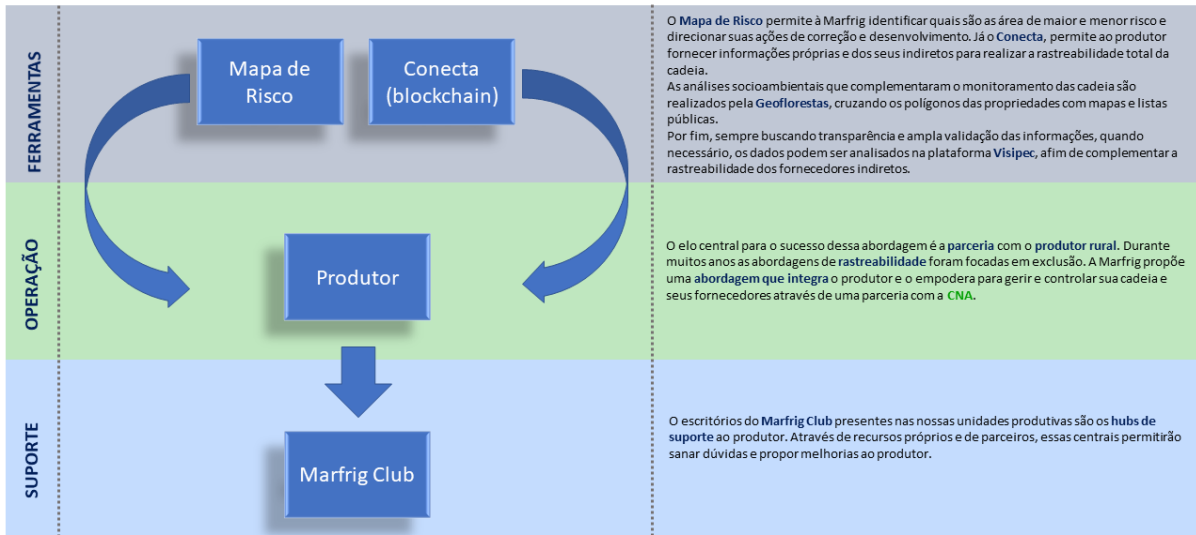 FERRAMENTAS
Mapa de
Risco
Conecta
(blockchain)
O Mapa de Risco permite à Marfrig identificar quais são as área de maior e menor risco e
direcionar suas ações de correção e desenvolvimento. Já o Conecta, permite ao produtor
fornecer informações próprias e dos seus indiretos para realizar a rastreabilidade total da
cadeia.
As análises socioambientais que complementaram o monitoramento das cadeia são
realizados pela Geoflorestas, cruzando os polígonos das propriedades com mapas e listas
públicas.
Por fim, sempre buscando transparência e ampla validação das informações, quando
necessário, os dados podem ser analisados na plataforma Visipec, afim de complementar a
rastreabilidade dos fornecedores indiretos.
OPERAÇÃO
Produtor
O elo central para o sucesso dessa abordagem é a parceria com o produtor rural. Durante
muitos anos as abordagens de rastreabilidade foram focadas em exclusão. A Marfrig propõe
uma abordagem que integra o produtor e o empodera para gerir e controlar sua cadeia e
seus fornecedores através de uma parceria com a CNA.
SUPORTE
Marfrig Club
O escritórios do Marfrig Club presentes nas nossas unidades produtivas são os hubs de
suporte ao produtor. Através de recursos próprios e de parceiros, essas centrais permitirão
sanar dúvidas e propor melhorias ao produtor.